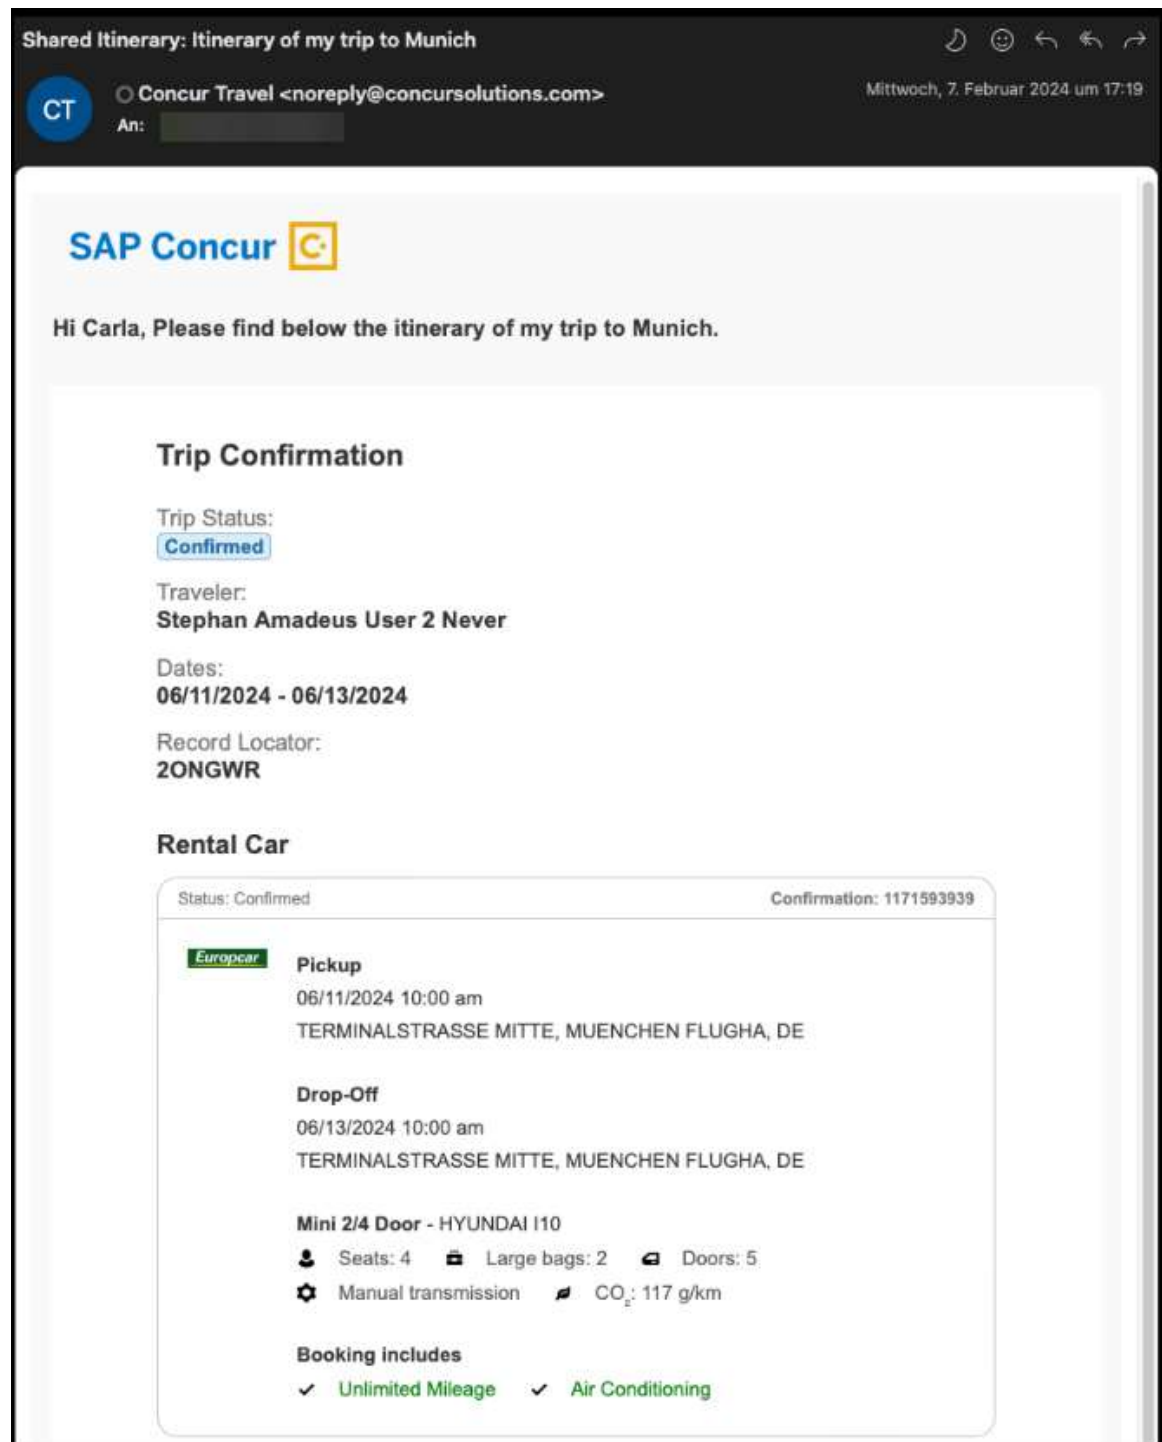 Shared Itinerary: Itinerary of my trip to Munich
CT
Concur Travel <noreply@concursolutions.com>
Mittwoch, 7. Februar 2024 um 17:19
An:
SAP Concur C
Hi Carla, Please find below the itinerary of my trip to Munich.
Trip Confirmation
Trip Status:
Confirmed
Traveler:
Stephan Amadeus User 2 Never
Dates:
06/11/2024 - 06/13/2024
Record Locator:
2ONGWR
Rental Car
Status: Confirmed Confirmation: 1171593939
Europcar
Pickup
06/11/2024 10:00 am
TERMINALSTRASSE MITTE, MUENCHEN FLUGHA, DE
Drop-Off
06/13/2024 10:00 am
TERMINALSTRASSE MITTE, MUENCHEN FLUGHA, DE
Mini 2/4 Door - HYUNDAI I10
Seats: 4 Large bags: 2 Doors: 5
Manual transmission CO₂: 117 g/km
Booking includes
Unlimited Mileage Air Conditioning